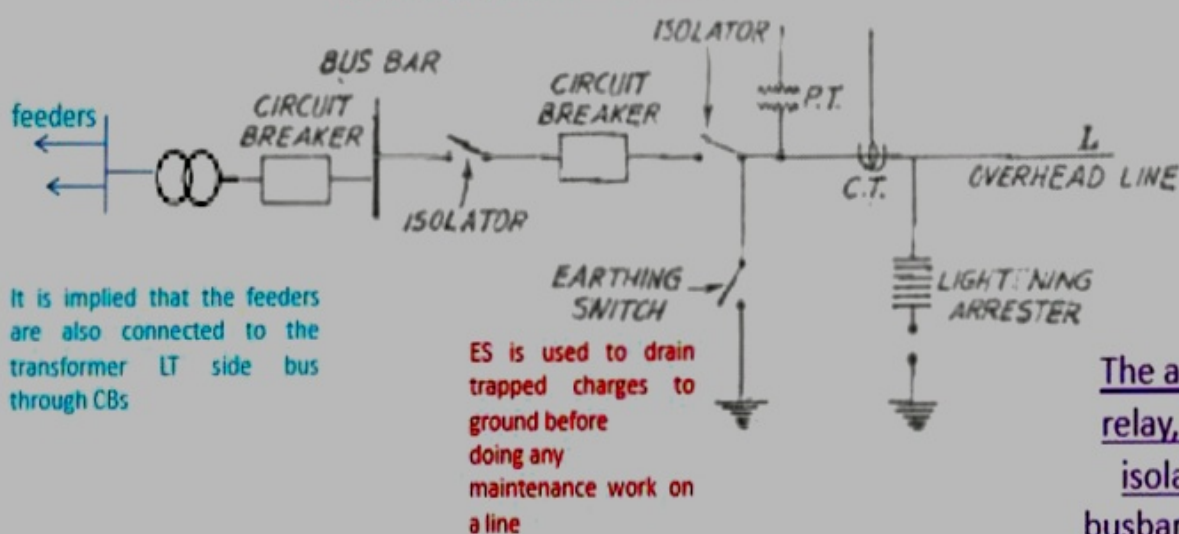 ISOLATOR
BUS BAR
CIRCUIT
BREAKER
P.T.
feeders
CIRCUIT
BREAKER
L
OVERHEAD LINE
C.T.
ISOLATOR
EARTHING
SWITCH
LIGHTENING
ARRESTER
It is implied that the feeders
are also connected to the
transformer LT side bus
through CBs
ES is used to drain
trapped charges to
ground before
doing any
maintenance work on
a line
The a
relay,
isola
busbar